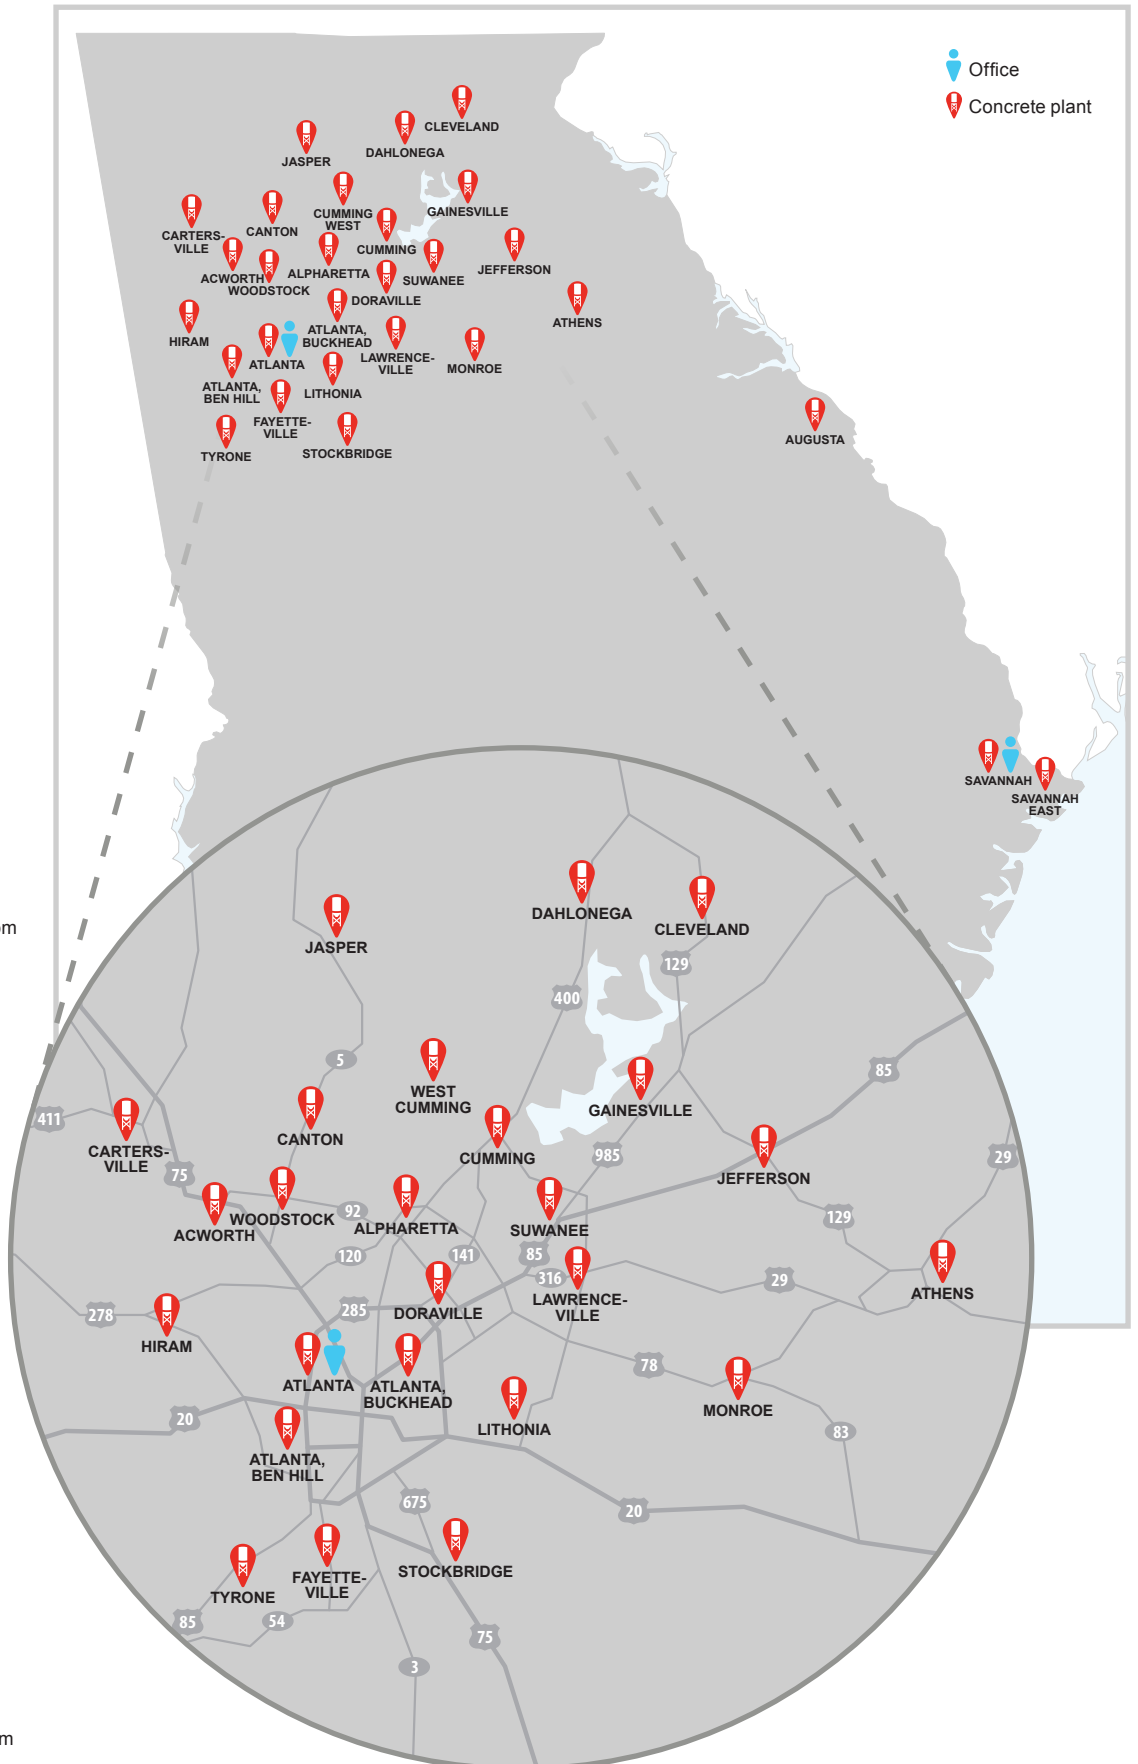 Office
Concrete plant
CLEVELAND
DAHLONEGA
JASPER
CUMMING
WEST
GAINESVILLE
CARTERS-
VILLE
CANTON
CUMMING
JEFFERSON
ACWORTH
WOODSTOCK
ALPHARETTA
SUWANEE
DORAVILLE
ATHENS
HIRAM
ATLANTA
ATLANTA,
BUCKHEAD
LAWRENCE-
VILLE
MONROE
ATLANTA,
BEN HILL
LITHONIA
FAYETTE-
VILLE
TYRONE
STOCKBRIDGE
AUGUSTA
SAVANNAH
SAVANNAH
EAST
om
DAHLONEGA
CLEVELAND
JASPER
129
400
5
85
WEST
CUMMING
GAINESVILLE
411
CARTERS-
VILLE
CANTON
CUMMING
985
29
75
JEFFERSON
92
WOODSTOCK
ACWORTH
ALPHARETTA
SUWANEE
129
120
141
85
316
29
ATHENS
278
HIRAM
285
DORAVILLE
LAWRENCE-
VILLE
ATLANTA
ATLANTA,
BUCKHEAD
78
MONROE
20
LITHONIA
83
ATLANTA,
BEN HILL
675
20
TYRONE
FAYETTE-
VILLE
STOCKBRIDGE
85
54
75
3
m